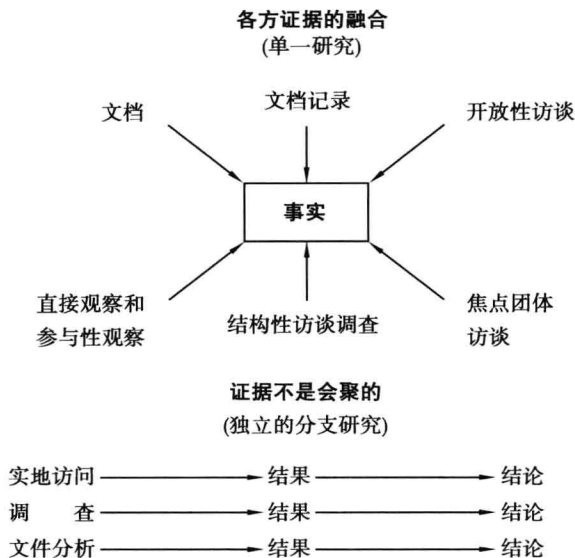 各方证据的融合
(单一研究)
文档
文档记录
开放性访谈
事实
直接观察和
参与性观察
结构性访谈调查
焦点团体
访谈
证据不是会聚的
(独立的分支研究)
实地访问 结果 结论
调 查 结果 结论
文件分析 结果 结论